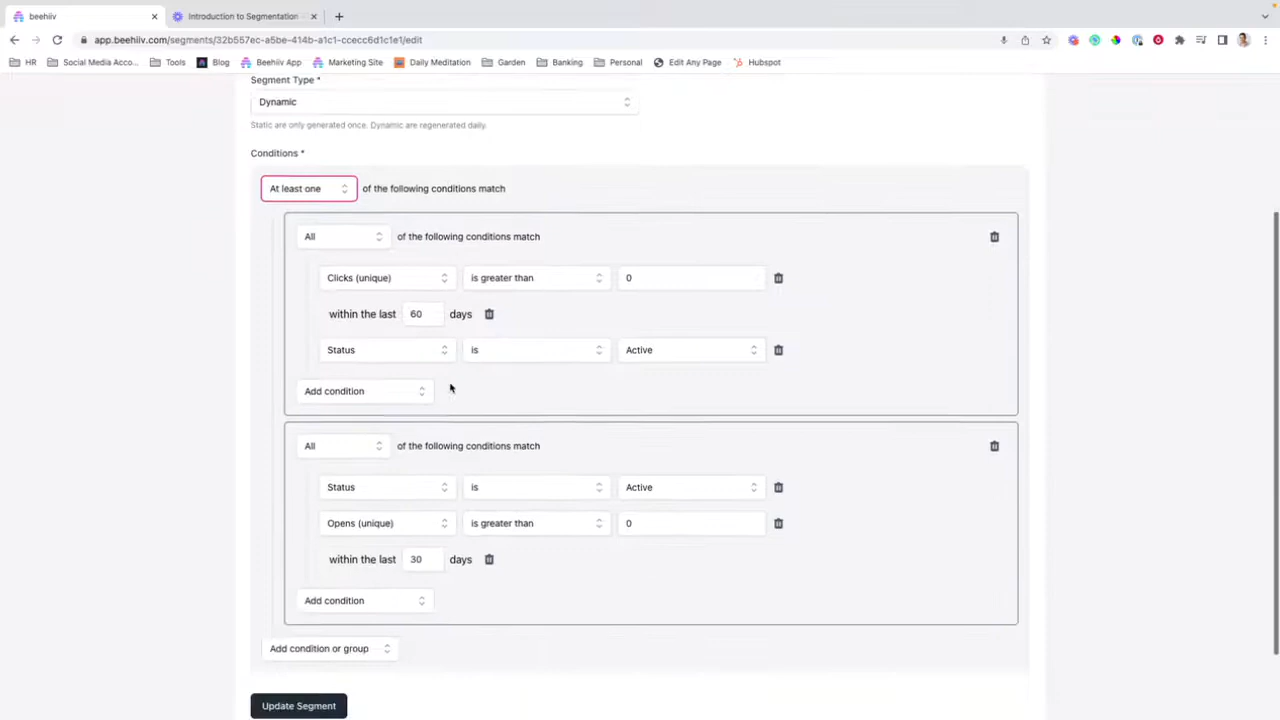 beehiiv
Introduction to Segmentation
app.beehiiv.com/segments/32b557ec-a5be-414b-a1c1-ccecc6d1c1e1/edit
HR Social Media Acco... Tools Blog Beehiiv App Marketing Site Daily Meditation Garden Banking Personal Edit Any Page Hubspot
Segment Type *
Dynamic
Static are only generated once. Dynamic are regenerated daily.
Conditions *
At least one of the following conditions match
All of the following conditions match
Clicks (unique) is greater than 0
within the last 60 days
Status is Active
Add condition
All of the following conditions match
Status is Active
Opens (unique) is greater than 0
within the last 30 days
Add condition
Add condition or group
Update Segment